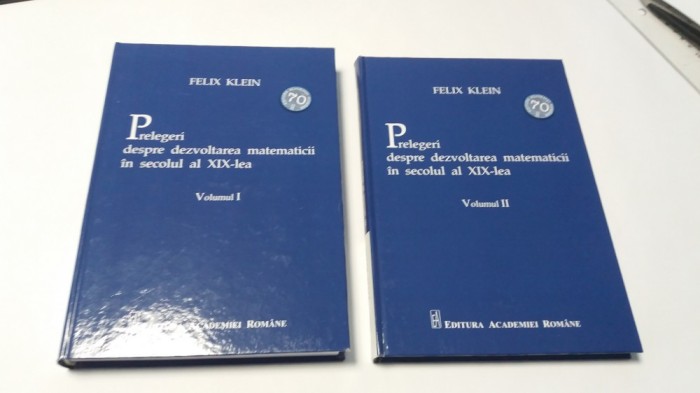 FELIX KLEIN
70
Prelegeri
despre dezvoltarea matematicii
în secolul al XIX-lea
Volumul I
ACADEMIEI ROMÂNE
FELIX KLEIN
70
Prelegeri
despre dezvoltarea matematicii
în secolul al XIX-lea
Volumul II
EDITURA ACADEMIEI ROMÂNE